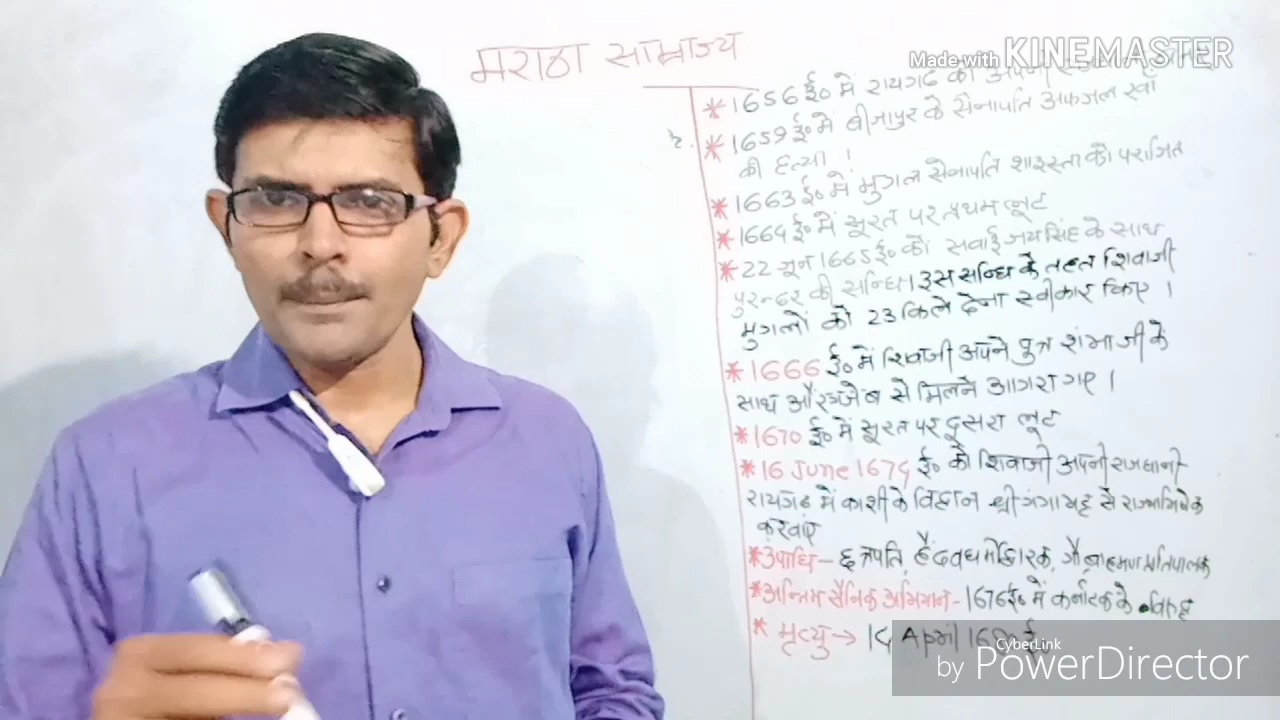 मराठा साम्राज्य
Made with KINEMASTER
* 1656 ई० में रायगढ को अपनी
* 1659 ई० में बीजापुर के सेनापति अफजल खाँ
की हत्या ।
* 1663 ई० में मुगल सेनापति शाइस्ता को पराजित
* 1664 ई० में सूरत पर प्रथम लूट
* 22 जून 1665 ई० को सवाई जयसिंह के साथ
पुरन्दर की सन्धि। इस सन्धि के तहत शिवाजी
मुगलों को 23 किले देना स्वीकार किए ।
* 1666 ई० में शिवाजी अपने पुत्र शंभाजी के
साथ औरंगजेब से मिलने आगरा गए ।
* 1670 ई० में सूरत पर दूसरा लूट
* 16 June 1674 ई० को शिवाजी अपनी राजधानी
रायगढ में काशी के विद्वान श्री गंगाभट्ट से राज्याभिषेक
करवाए
* उपाधि – छत्रपति, हैंदवधर्मोद्धारक, गौब्राहमण प्रतिपालक
* अन्तिम सैनिक अभियान - 1676 ई० में कर्नाटक के विरुद्ध
* मृत्यु → 14 April ई०
CyberLink
by PowerDirector